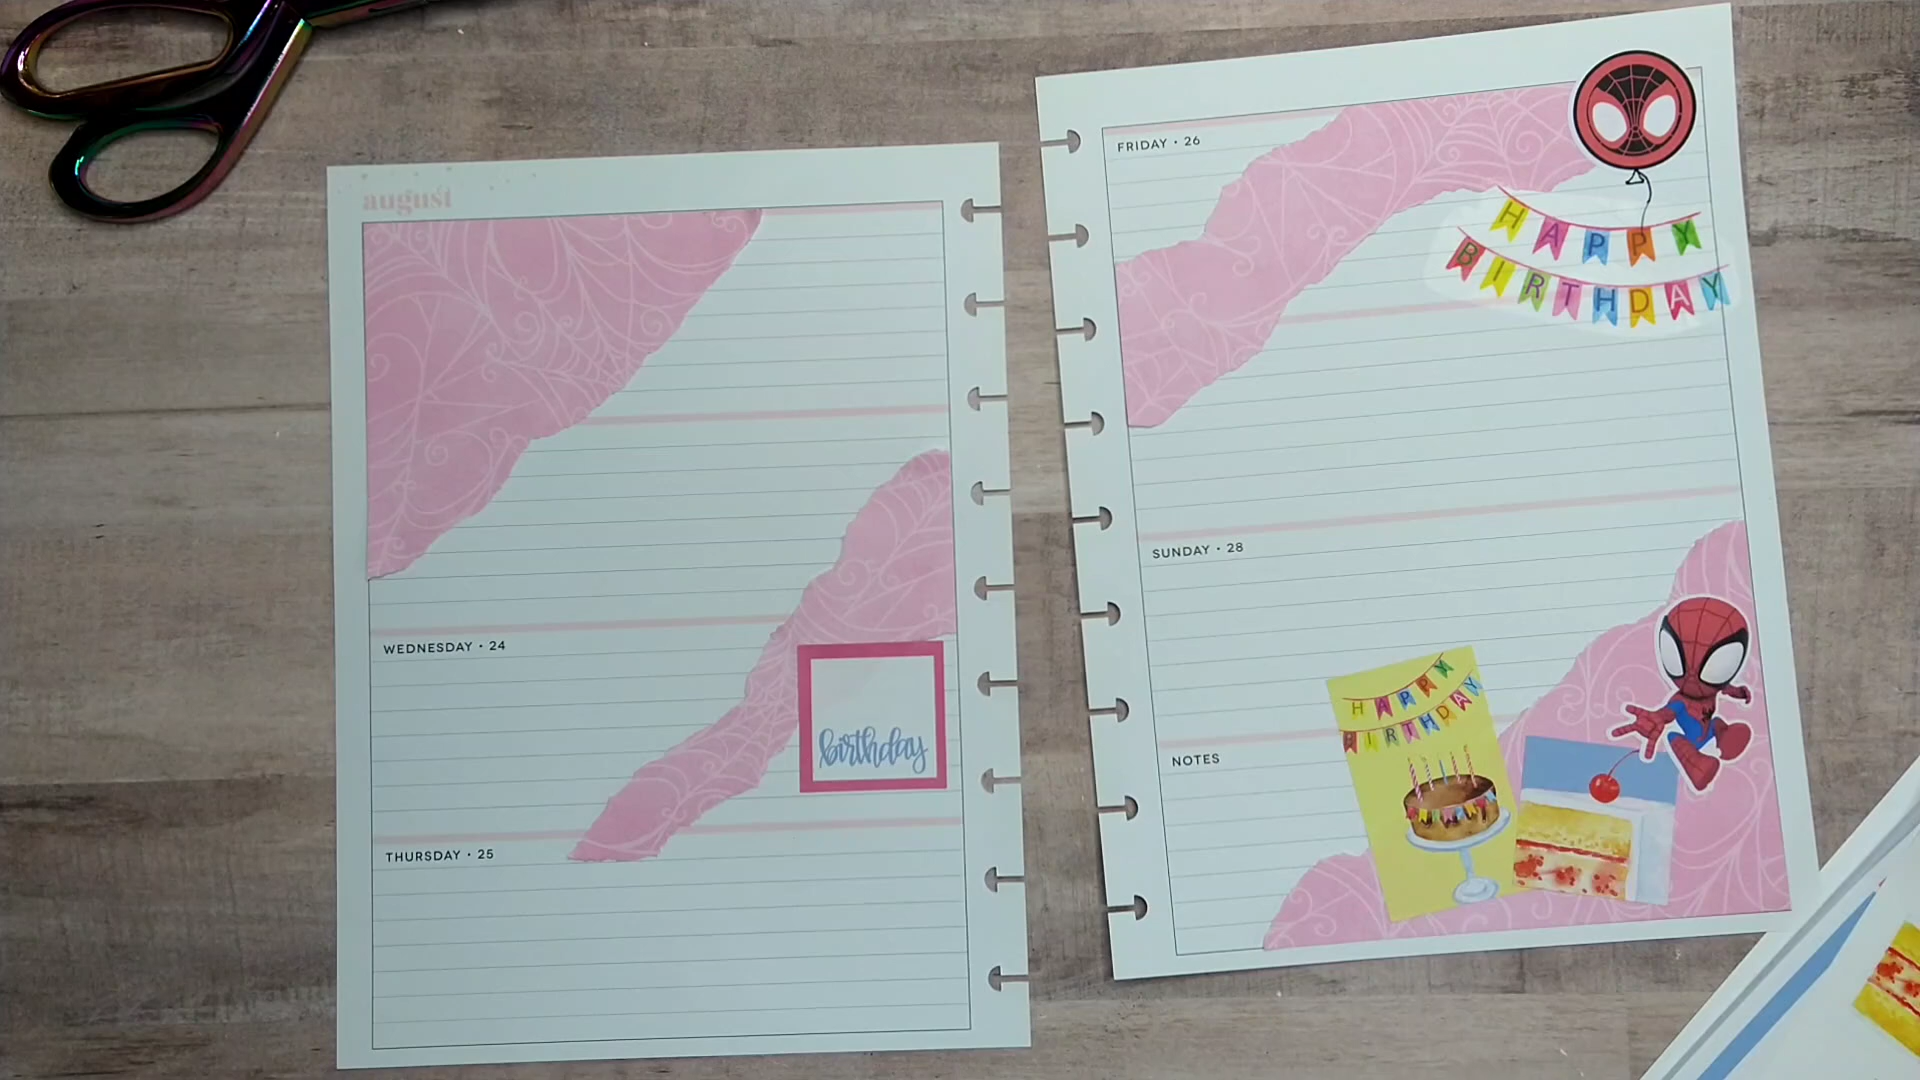 august
WEDNESDAY • 24
birthday
THURSDAY • 25
FRIDAY • 26
HAPPY
BIRTHDAY
SUNDAY • 28
NOTES
HAPPY
BIRTHDAY